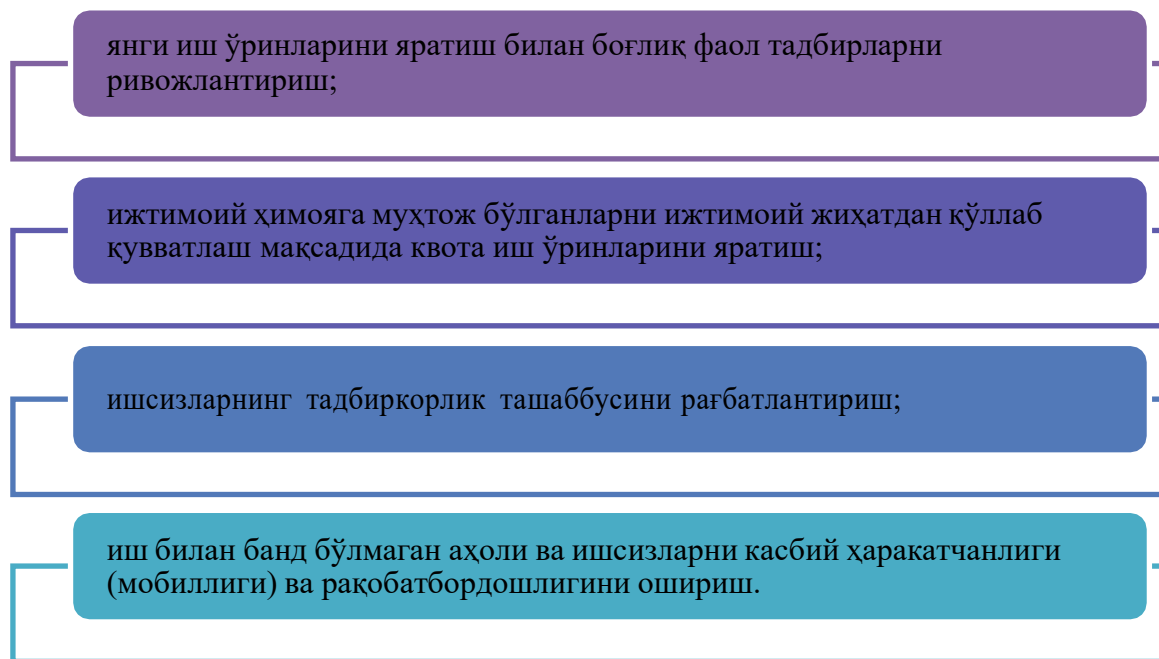 янги иш ўринларини яратиш билан боғлиқ фаол тадбирларни
ривожлантириш;
ижтимоий ҳимояга муҳтож бўлганларни ижтимоий жиҳатдан қўллаб
қувватлаш мақсадида квота иш ўринларини яратиш;
ишсизларнинг тадбиркорлик ташаббусини рағбатлантириш;
иш билан банд бўлмаган аҳоли ва ишсизларни касбий ҳаракатчанлиги
(мобиллиги) ва рақобатбордошлигини ошириш.